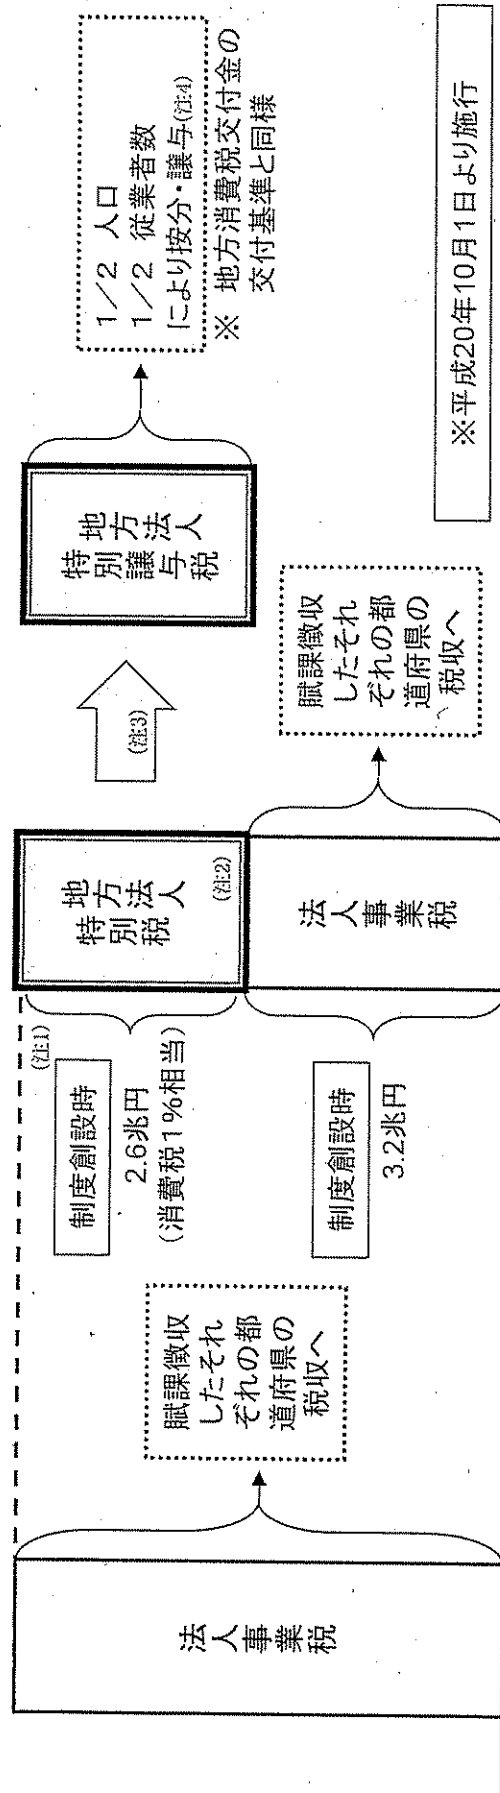 法人事業税
賦課徴収
したそれ
ぞれの都
道府県の
税収へ
(注1)
制度創設時
2.6兆円
(消費税1%相当)
制度創設時
3.2兆円
地方法人
特別税
(注2)
法人事業税
(注3)
賦課徴収
したそれ
ぞれの都
道府県の
税収へ
地方法人
特別譲与税
1/2 人口
1/2 従業者数
により按分・譲与(注4)
※ 地方消費税交付金の
交付基準と同様
※平成20年10月1日より施行